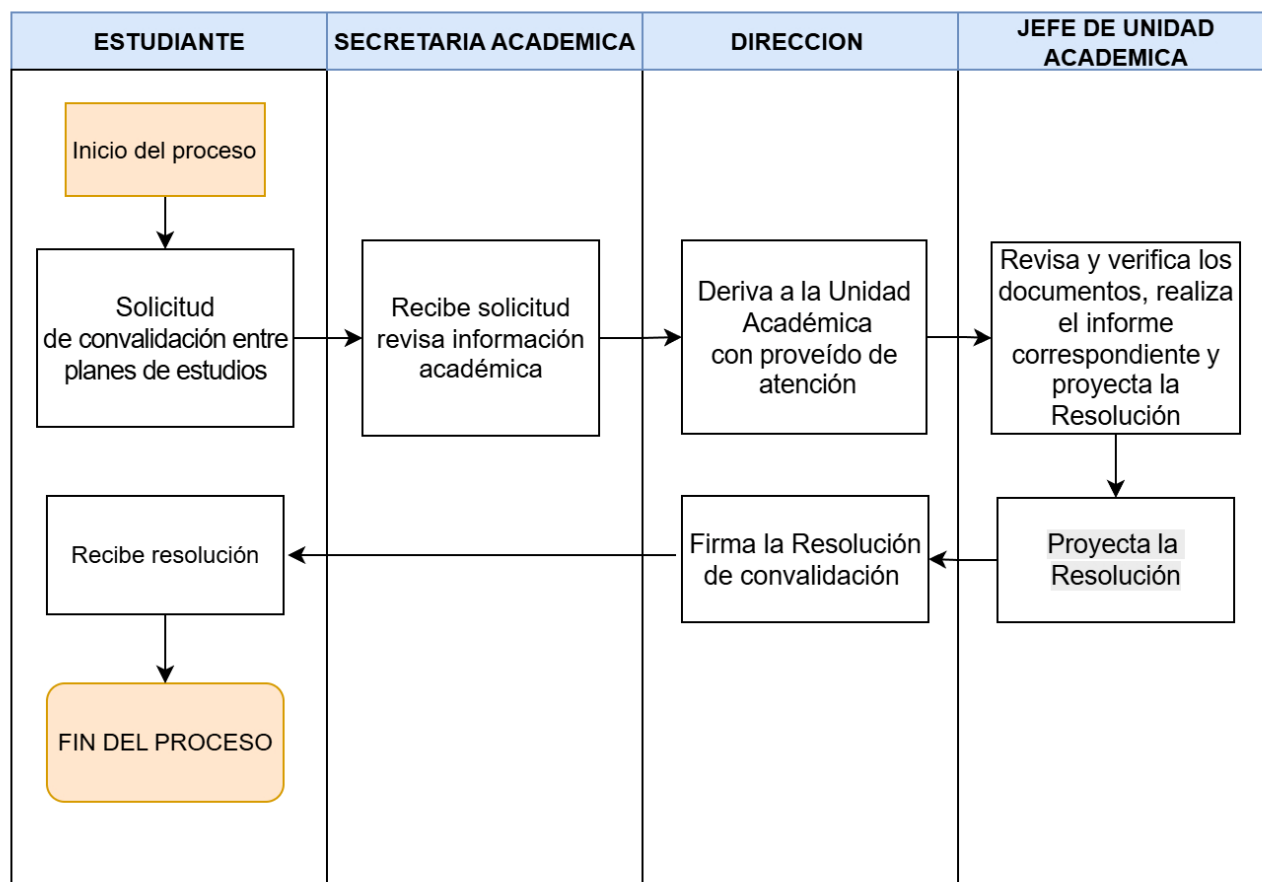 ESTUDIANTE
SECRETARIA ACADEMICA
DIRECCION
JEFE DE UNIDAD
ACADEMICA
Inicio del proceso
Solicitud
de convalidación entre
planes de estudios
Recibe solicitud
revisa información
académica
Deriva a la Unidad
Académica
con proveído de
atención
Revisa y verifica los
documentos, realiza
el informe
correspondiente y
proyecta la
Resolución
Recibe resolución
Firma la Resolución
de convalidación
Proyecta la
Resolución
FIN DEL PROCESO